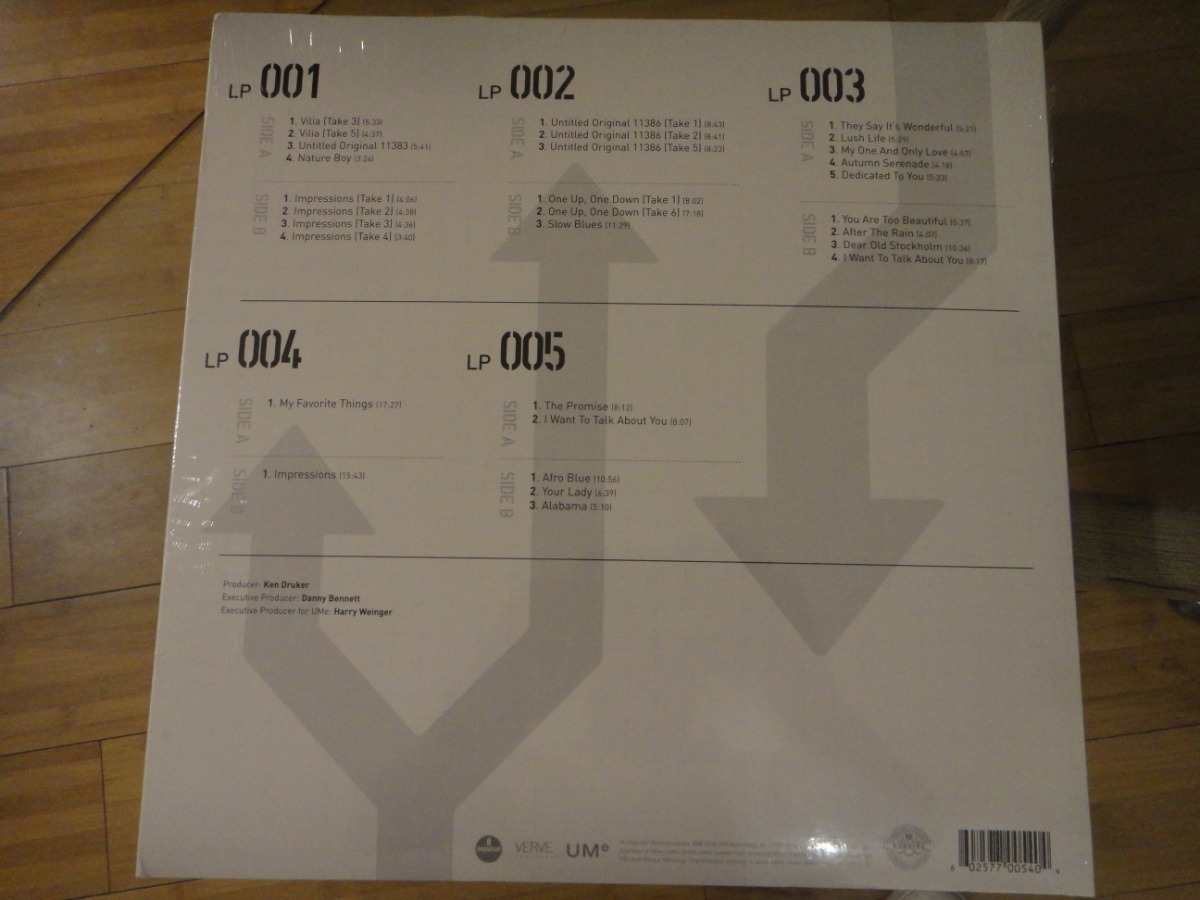 LP 001
SIDE A
1. Vilia (Take 3) (5:33)
2. Vilia (Take 5) (4:37)
3. Untitled Original 11383 (5:41)
4. Nature Boy (3:24)
SIDE B
1. Impressions (Take 1) (4:06)
2. Impressions (Take 2) (4:38)
3. Impressions (Take 3) (4:36)
4. Impressions (Take 4) (3:40)
LP 002
SIDE A
1. Untitled Original 11386 (Take 1) (8:43)
2. Untitled Original 11386 (Take 2) (8:41)
3. Untitled Original 11386 (Take 5) (8:23)
SIDE B
1. One Up, One Down (Take 1) (8:02)
2. One Up, One Down (Take 6) (7:18)
3. Slow Blues (11:29)
LP 003
SIDE A
1. They Say It's Wonderful (5:21)
2. Lush Life (5:29)
3. My One And Only Love (4:57)
4. Autumn Serenade (4:18)
5. Dedicated To You (5:33)
SIDE B
1. You Are Too Beautiful (5:37)
2. After The Rain (4:07)
3. Dear Old Stockholm (10:36)
4. I Want To Talk About You (8:17)
LP 004
SIDE A
1. My Favorite Things (17:27)
SIDE B
1. Impressions (15:43)
LP 005
SIDE A
1. The Promise (8:12)
2. I Want To Talk About You (8:07)
SIDE B
1. Afro Blue (10:56)
2. Your Lady (6:39)
3. Alabama (5:10)
Producer: Ken Druker
Executive Producer: Danny Bennett
Executive Producer for UMe: Harry Weinger
impulse!
VERVE
UMe
6 02577 00540 4